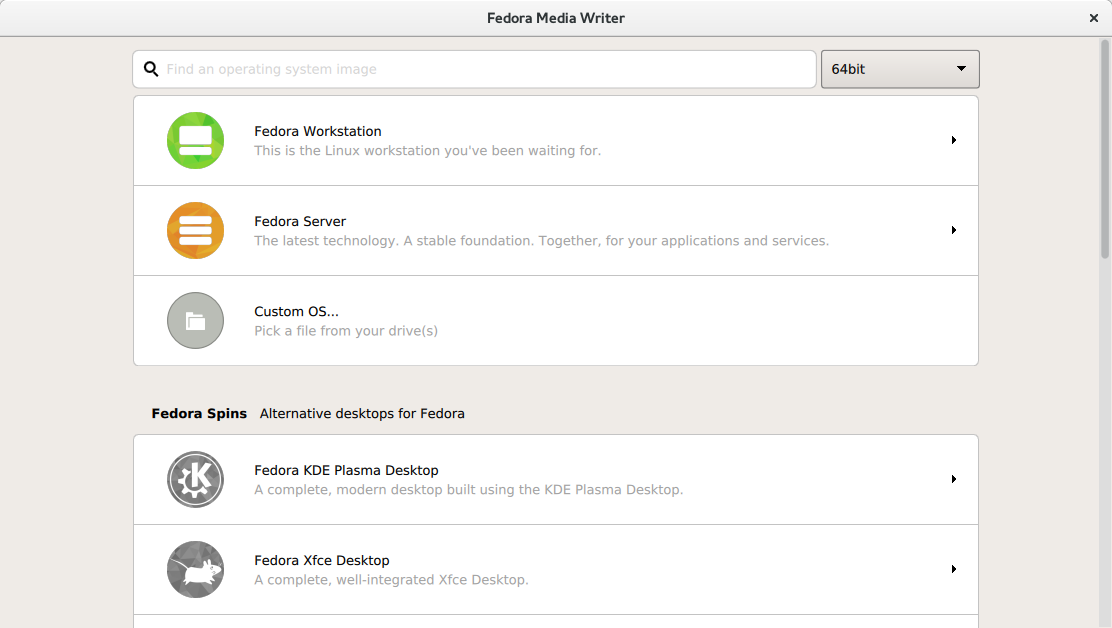 Fedora Media Writer
Find an operating system image
64bit
Fedora Workstation
This is the Linux workstation you've been waiting for.
Fedora Server
The latest technology. A stable foundation. Together, for your applications and services.
Custom OS...
Pick a file from your drive(s)
Fedora Spins Alternative desktops for Fedora
Fedora KDE Plasma Desktop
A complete, modern desktop built using the KDE Plasma Desktop.
Fedora Xfce Desktop
A complete, well-integrated Xfce Desktop.